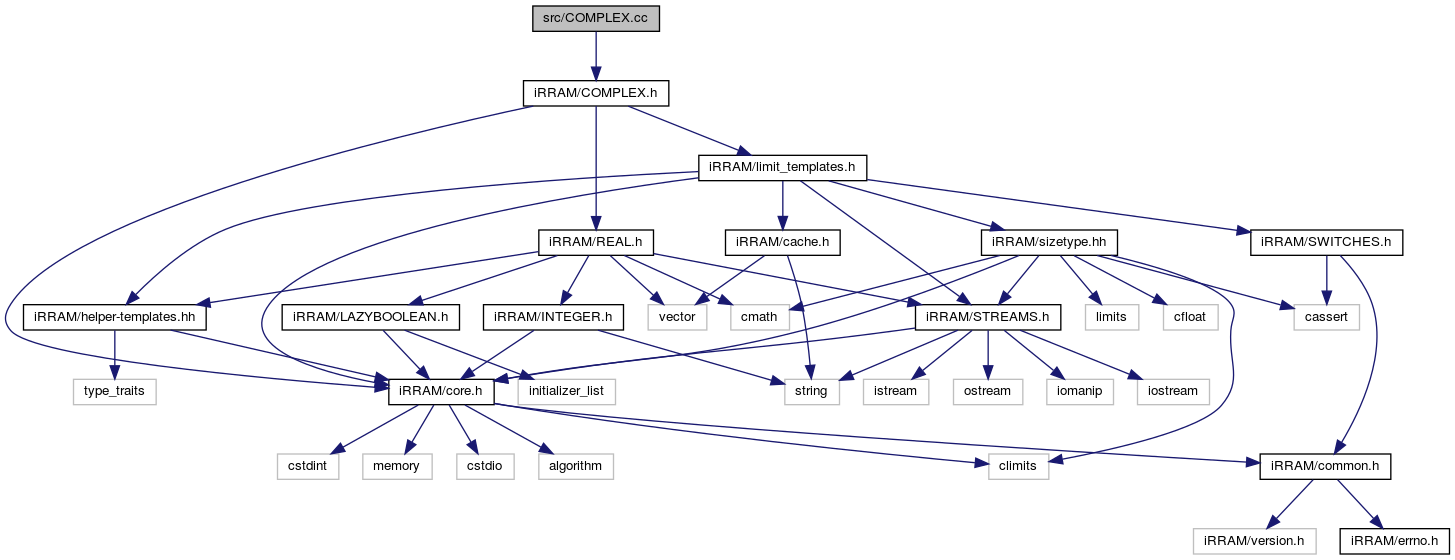 src/COMPLEX.cc
iRRAM/COMPLEX.h
iRRAM/limit_templates.h
iRRAM/REAL.h
iRRAM/cache.h
iRRAM/sizetype.hh
iRRAM/SWITCHES.h
iRRAM/helper-templates.hh
iRRAM/LAZYBOOLEAN.h
iRRAM/INTEGER.h
vector
cmath
iRRAM/STREAMS.h
limits
cfloat
cassert
type_traits
iRRAM/core.h
initializer_list
string
istream
ostream
iomanip
iostream
cstdint
memory
cstdio
algorithm
climits
iRRAM/common.h
iRRAM/version.h
iRRAM/errno.h